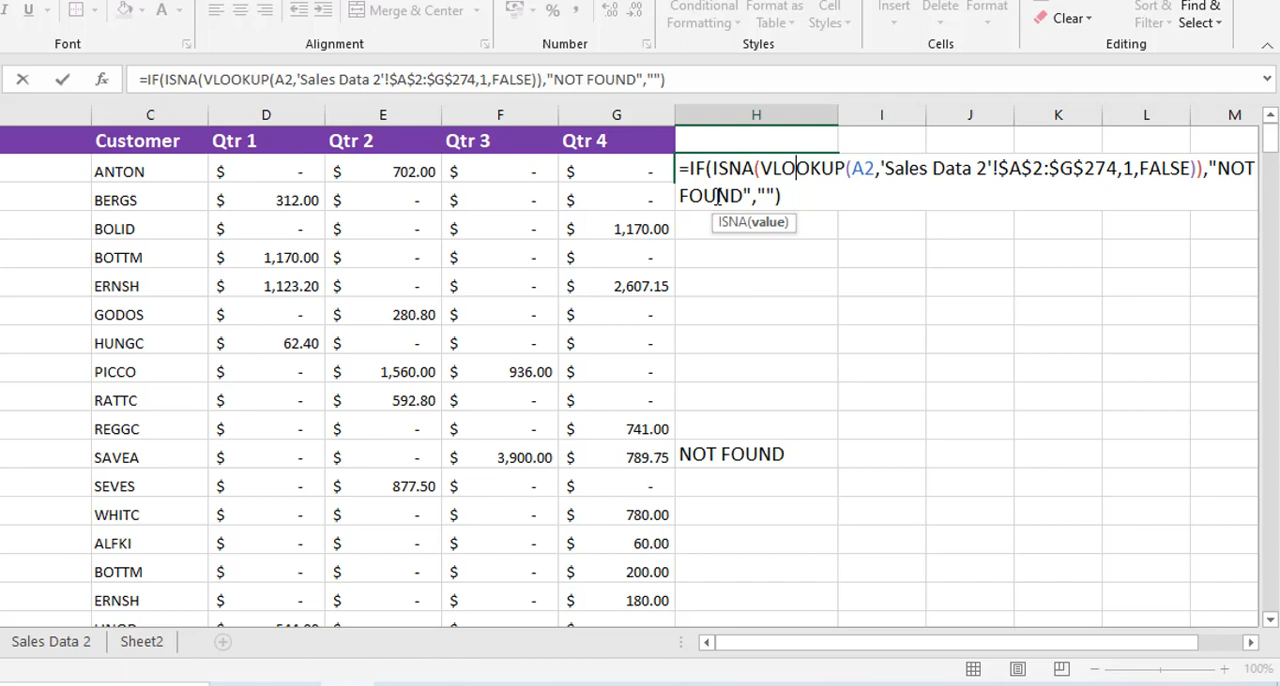 I U A % , Merge & Center Conditional Format as Cell Insert Delete Format Sort & Find &
Formatting Table Styles Clear Filter Select
Font Alignment Number Styles Cells Editing
fx =IF(ISNA(VLOOKUP(A2,'Sales Data 2'!$A$2:$G$274,1,FALSE)),"NOT FOUND","")
C D E F G H I J K L M
Customer Qtr 1 Qtr 2 Qtr 3 Qtr 4
ANTON $ - $ 702.00 $ - $ - =IF(ISNA(VLOOKUP(A2,'Sales Data 2'!$A$2:$G$274,1,FALSE)),"NOT
BERGS $ 312.00 $ - $ - $ - FOUND","")
ISNA(value)
BOLID $ - $ - $ - $ 1,170.00
BOTTM $ 1,170.00 $ - $ - $ -
ERNSH $ 1,123.20 $ - $ - $ 2,607.15
GODOS $ - $ 280.80 $ - $ -
HUNGC $ 62.40 $ - $ - $ -
PICCO $ - $ 1,560.00 $ 936.00 $ -
RATTC $ - $ 592.80 $ - $ -
REGGC $ - $ - $ - $ 741.00
SAVEA $ - $ - $ 3,900.00 $ 789.75 NOT FOUND
SEVES $ - $ 877.50 $ - $ -
WHITC $ - $ - $ - $ 780.00
ALFKI $ - $ - $ - $ 60.00
BOTTM $ - $ - $ - $ 200.00
ERNSH $ - $ - $ - $ 180.00
Sales Data 2 Sheet2
100%